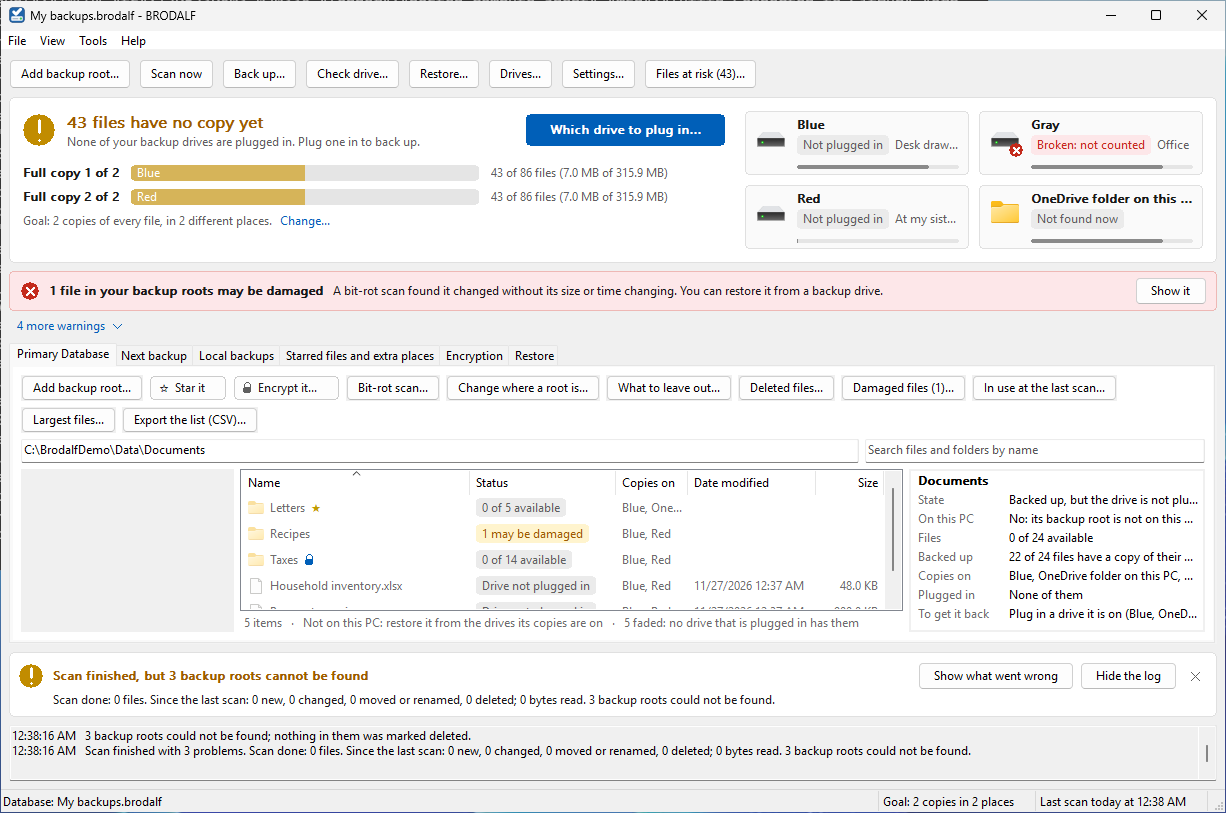 My backups.brodalf - BRODALF
File View Tools Help
Add backup root... Scan now Back up... Check drive... Restore... Drives... Settings... Files at risk (43)...
43 files have no copy yet
None of your backup drives are plugged in. Plug one in to back up.
Which drive to plug in...
Full copy 1 of 2 Blue 43 of 86 files (7.0 MB of 315.9 MB)
Full copy 2 of 2 Red 43 of 86 files (7.0 MB of 315.9 MB)
Goal: 2 copies of every file, in 2 different places. Change...
Blue
Not plugged in Desk draw...
Gray
Broken: not counted Office
Red
Not plugged in At my sist...
OneDrive folder on this ...
Not found now
1 file in your backup roots may be damaged A bit-rot scan found it changed without its size or time changing. You can restore it from a backup drive. Show it
4 more warnings
Primary Database Next backup Local backups Starred files and extra places Encryption Restore
Add backup root... Star it Encrypt it... Bit-rot scan... Change where a root is... What to leave out... Deleted files... Damaged files (1)... In use at the last scan...
Largest files... Export the list (CSV)...
C:\BrodalfDemo\Data\Documents Search files and folders by name
Name Status Copies on Date modified Size
Letters 0 of 5 available Blue, One...
Recipes 1 may be damaged Blue, Red
Taxes 0 of 14 available Blue, Red
Household inventory.xlsx Drive not plugged in Blue, Red 11/27/2026 12:37 AM 48.0 KB
5 items · Not on this PC: restore it from the drives its copies are on · 5 faded: no drive that is plugged in has them
Documents
State Backed up, but the drive is not plu...
On this PC No: its backup root is not on this ...
Files 0 of 24 available
Backed up 22 of 24 files have a copy of their ...
Copies on Blue, OneDrive folder on this PC, ...
Plugged in None of them
To get it back Plug in a drive it is on (Blue, OneD...
Scan finished, but 3 backup roots cannot be found
Scan done: 0 files. Since the last scan: 0 new, 0 changed, 0 moved or renamed, 0 deleted; 0 bytes read. 3 backup roots could not be found.
Show what went wrong Hide the log
12:38:16 AM 3 backup roots could not be found; nothing in them was marked deleted.
12:38:16 AM Scan finished with 3 problems. Scan done: 0 files. Since the last scan: 0 new, 0 changed, 0 moved or renamed, 0 deleted; 0 bytes read. 3 backup roots could not be found.
Database: My backups.brodalf Goal: 2 copies in 2 places Last scan today at 12:38 AM